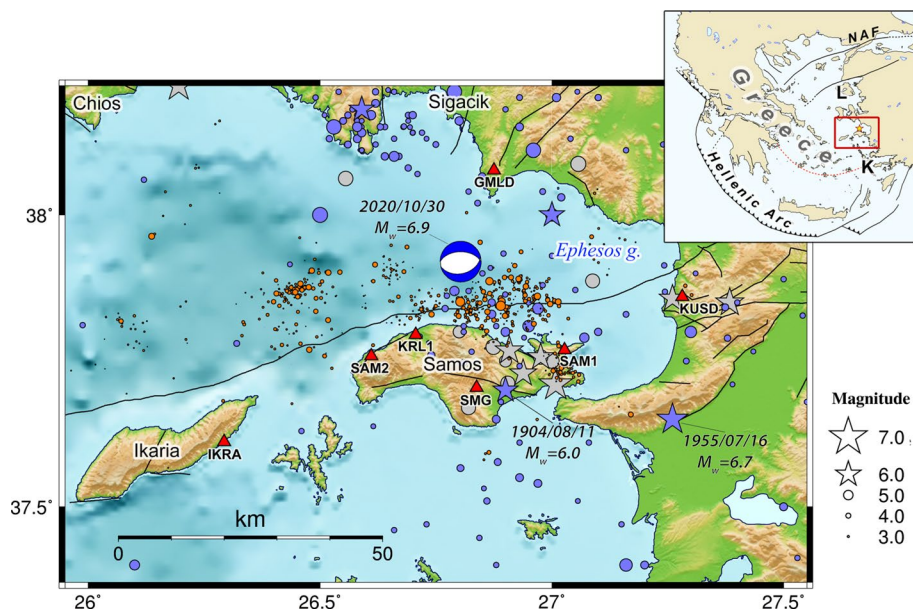 NAF
L
Greece
K
Hellenic Arc
Chios
Sigacik
GMLD
38˚
2020/10/30
Mw=6.9
Ephesos g.
KUSD
KRL1
SAM2
Samos
SAM1
SMG
1904/08/11
Mw=6.0
1955/07/16
Mw=6.7
Ikaria
IKRA
37.5˚
km
0
50
26˚
26.5˚
27˚
27.5˚
Magnitude
7.0
6.0
5.0
4.0
3.0